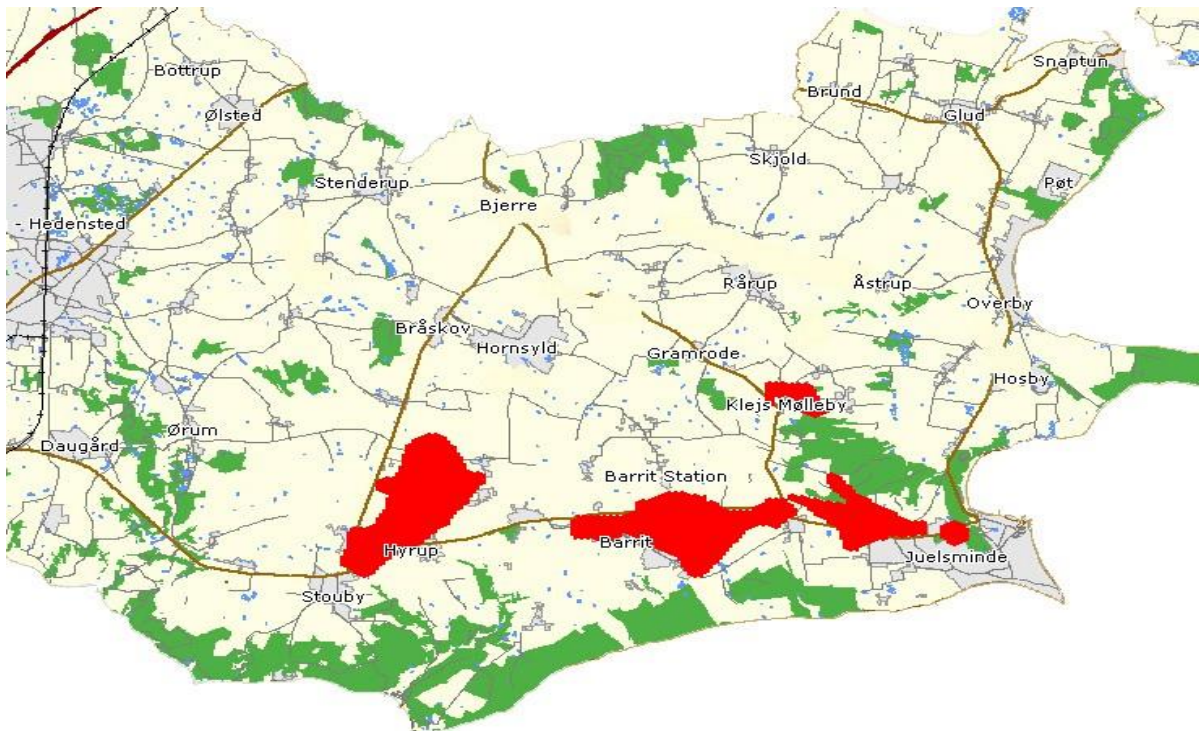 Snaptun
Bottrup
Brund
Ølsted
Glud
Skjold
Stenderup
Pøt
Bjerre
- Hedensted
Rårup
Åstrup
Overby
Bråskov
Hornsyld
Gramrode
Hosby
Klejs Mølleby
Ørum
Daugård
Barrit Station
Barrit
Hyrup
Juelsminde
Stouby